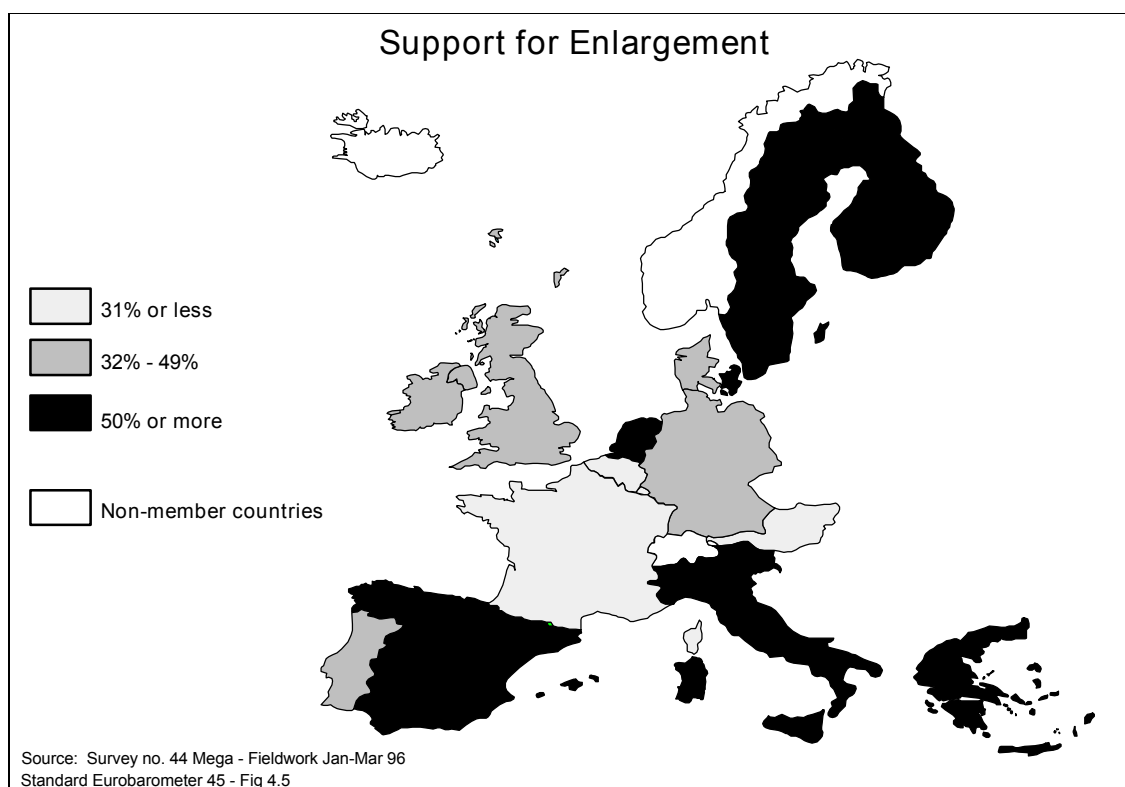 Support for Enlargement
31% or less
32% - 49%
50% or more
Non-member countries
Source:  Survey no. 44 Mega - Fieldwork Jan-Mar 96
Standard Eurobarometer 45 - Fig 4.5